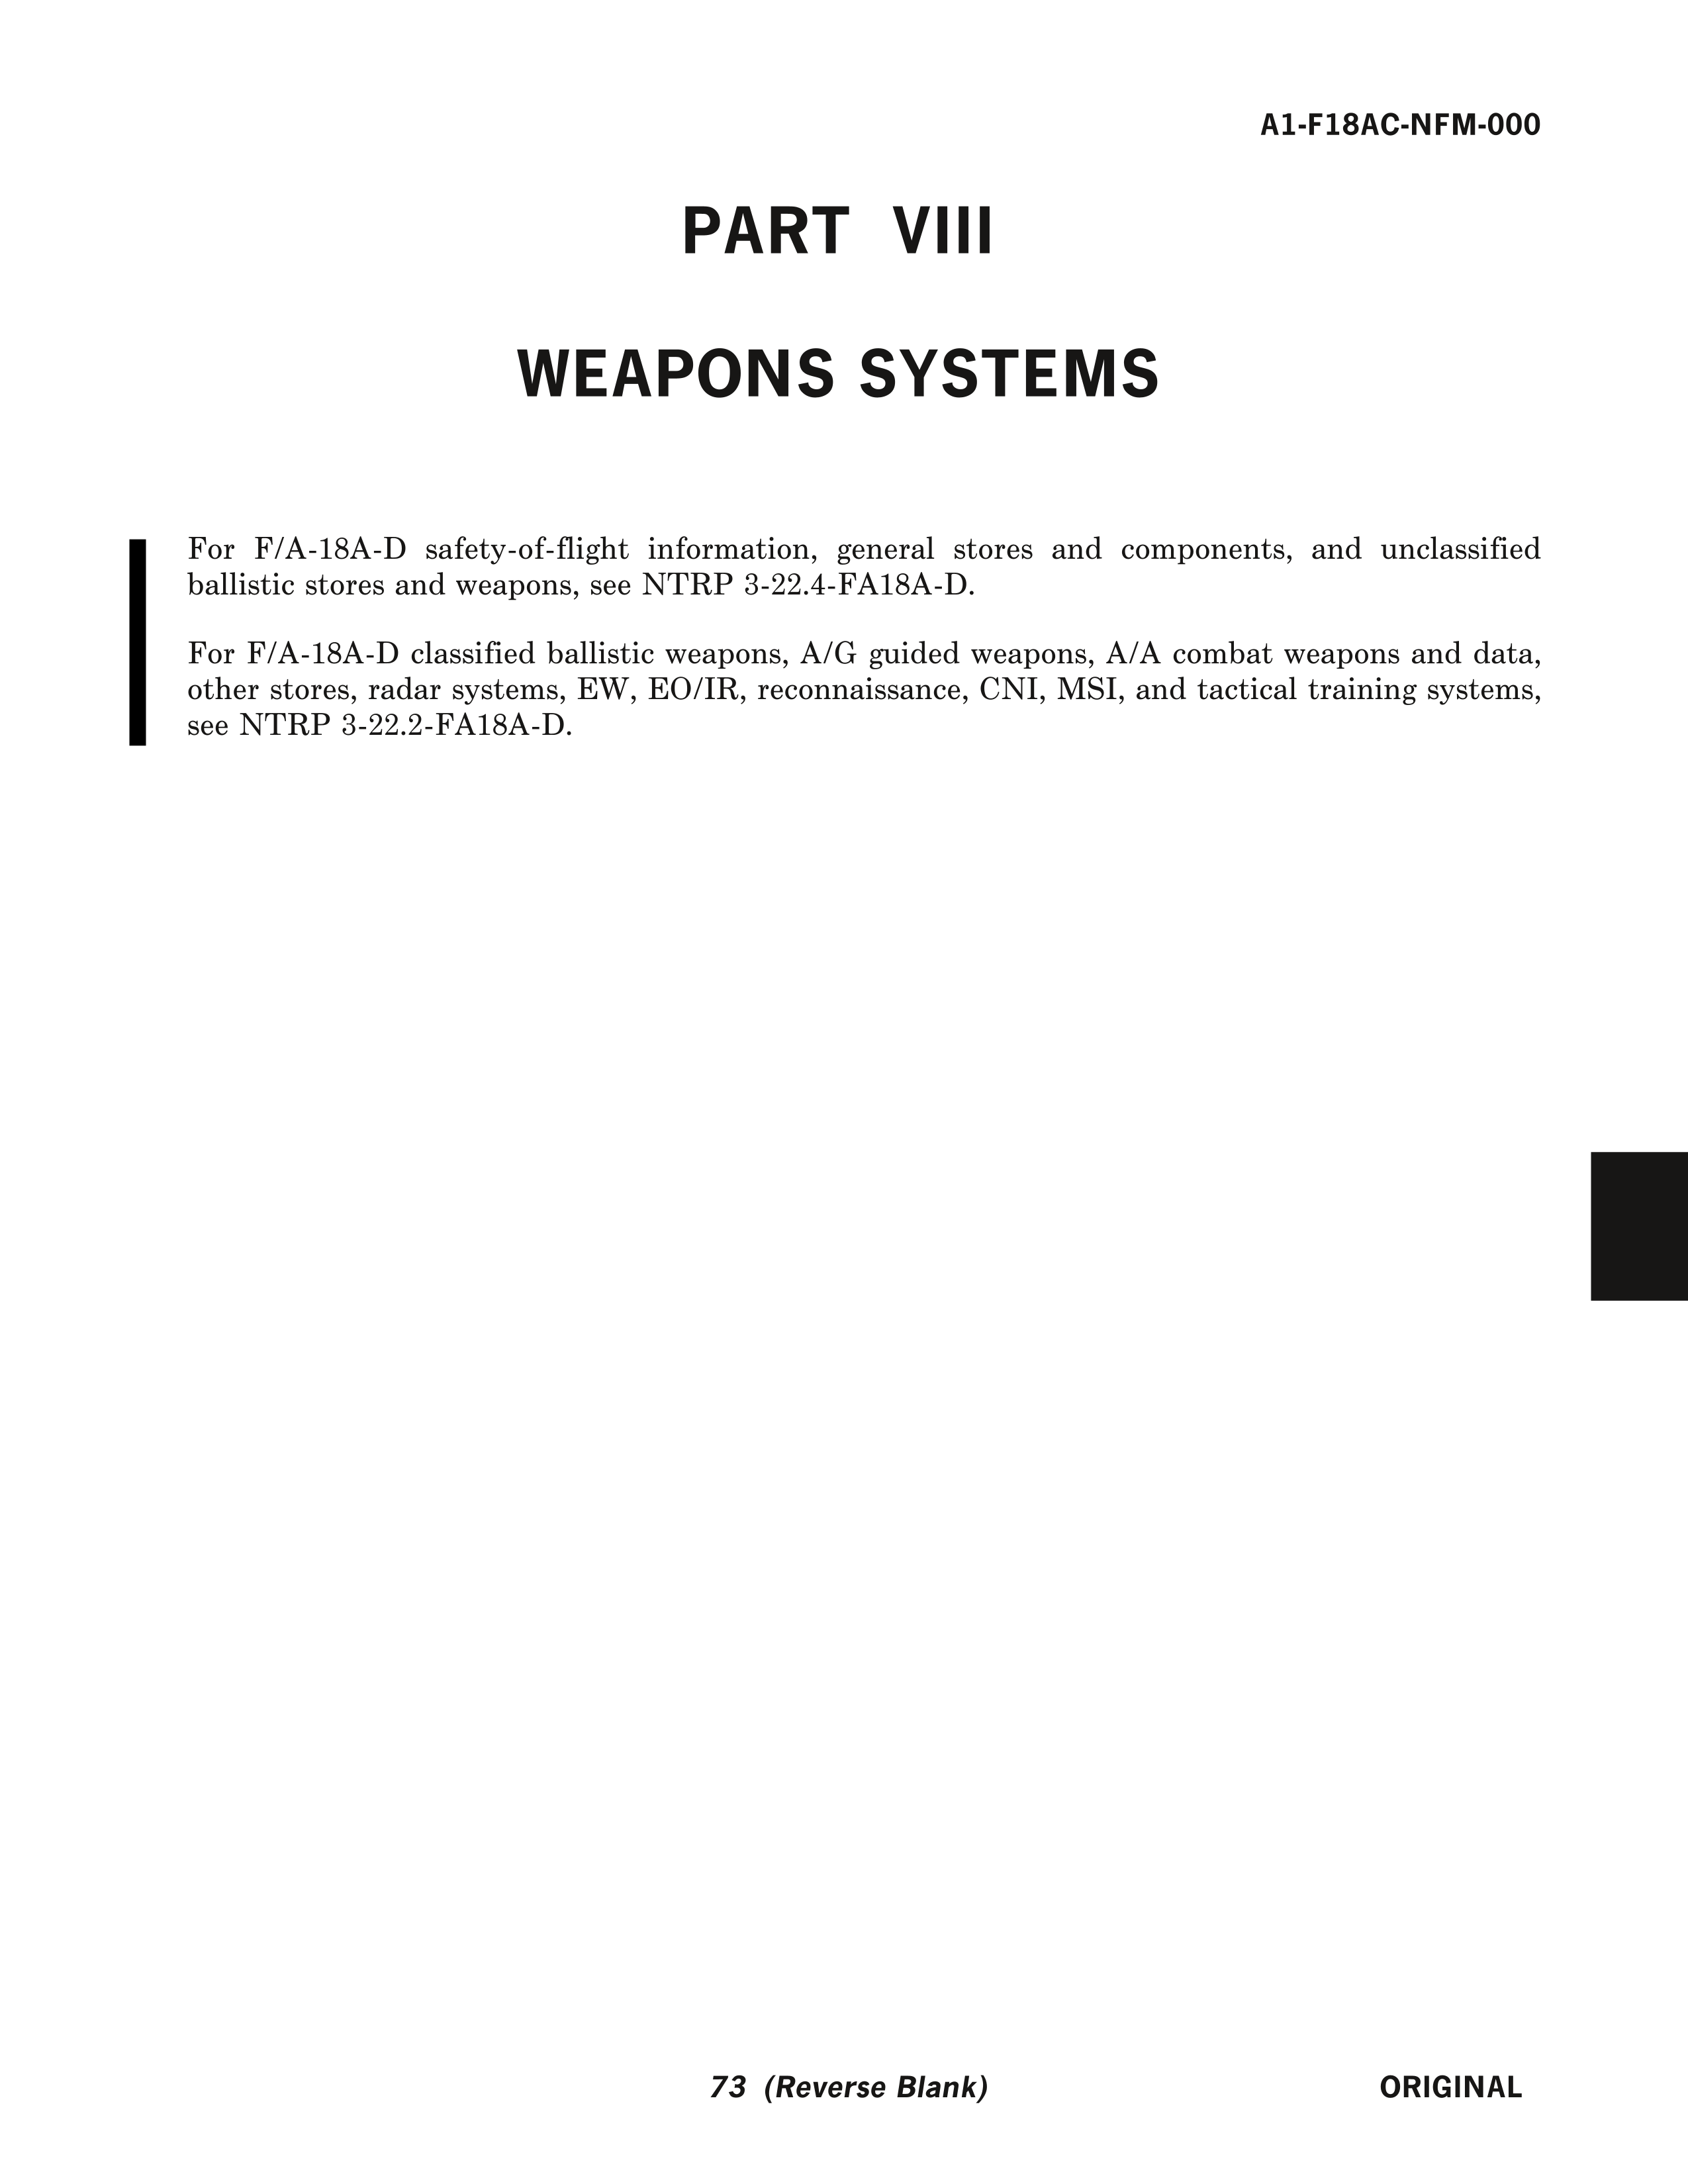 A1-F18AC-NFM-000
PART VIII
WEAPONS SYSTEMS
For F/A-18A-D safety-of-flight information, general stores and components, and unclassified
ballistic stores and weapons, see NTRP 3-22.4-FA18A-D.
For F/A-18A-D classified ballistic weapons, A/G guided weapons, A/A combat weapons and data,
other stores, radar systems, EW, EO/IR, reconnaissance, CNI, MSI, and tactical training systems,
see NTRP 3-22.2-FA18A-D.
73 (Reverse Blank)
ORIGINAL